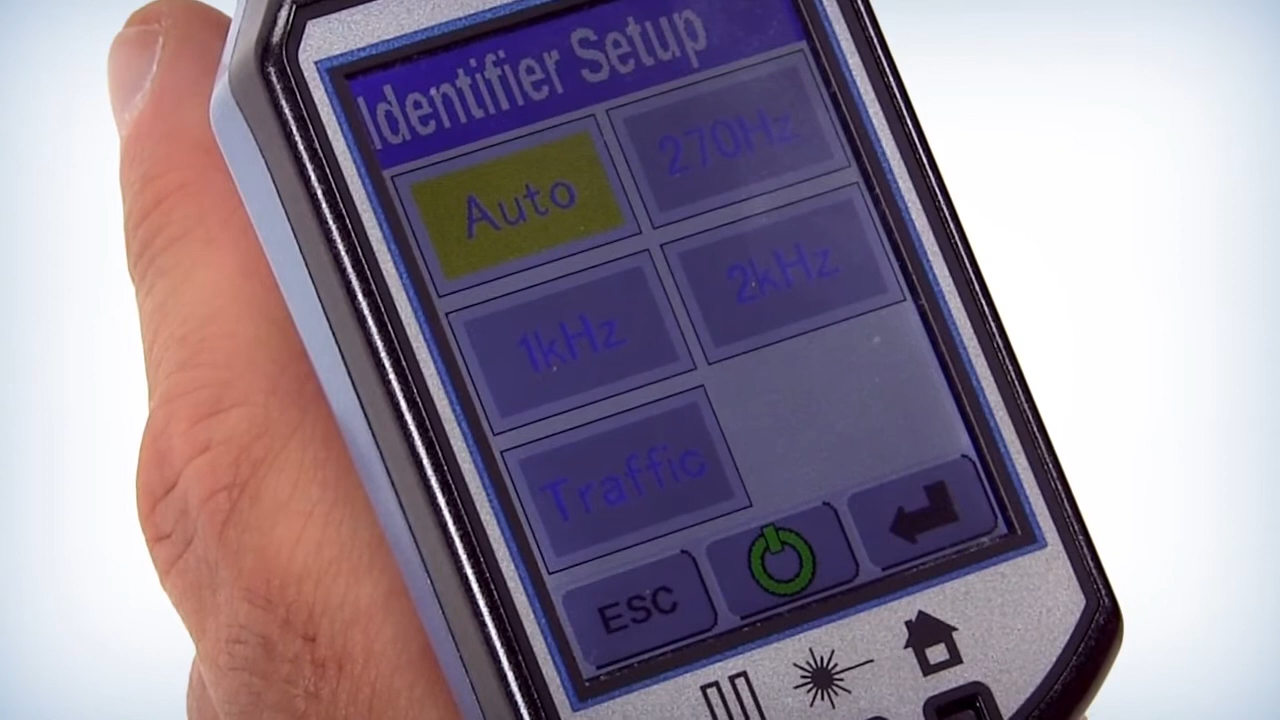 Identifier Setup
Auto
270Hz
1kHz
2kHz
Traffic
ESC